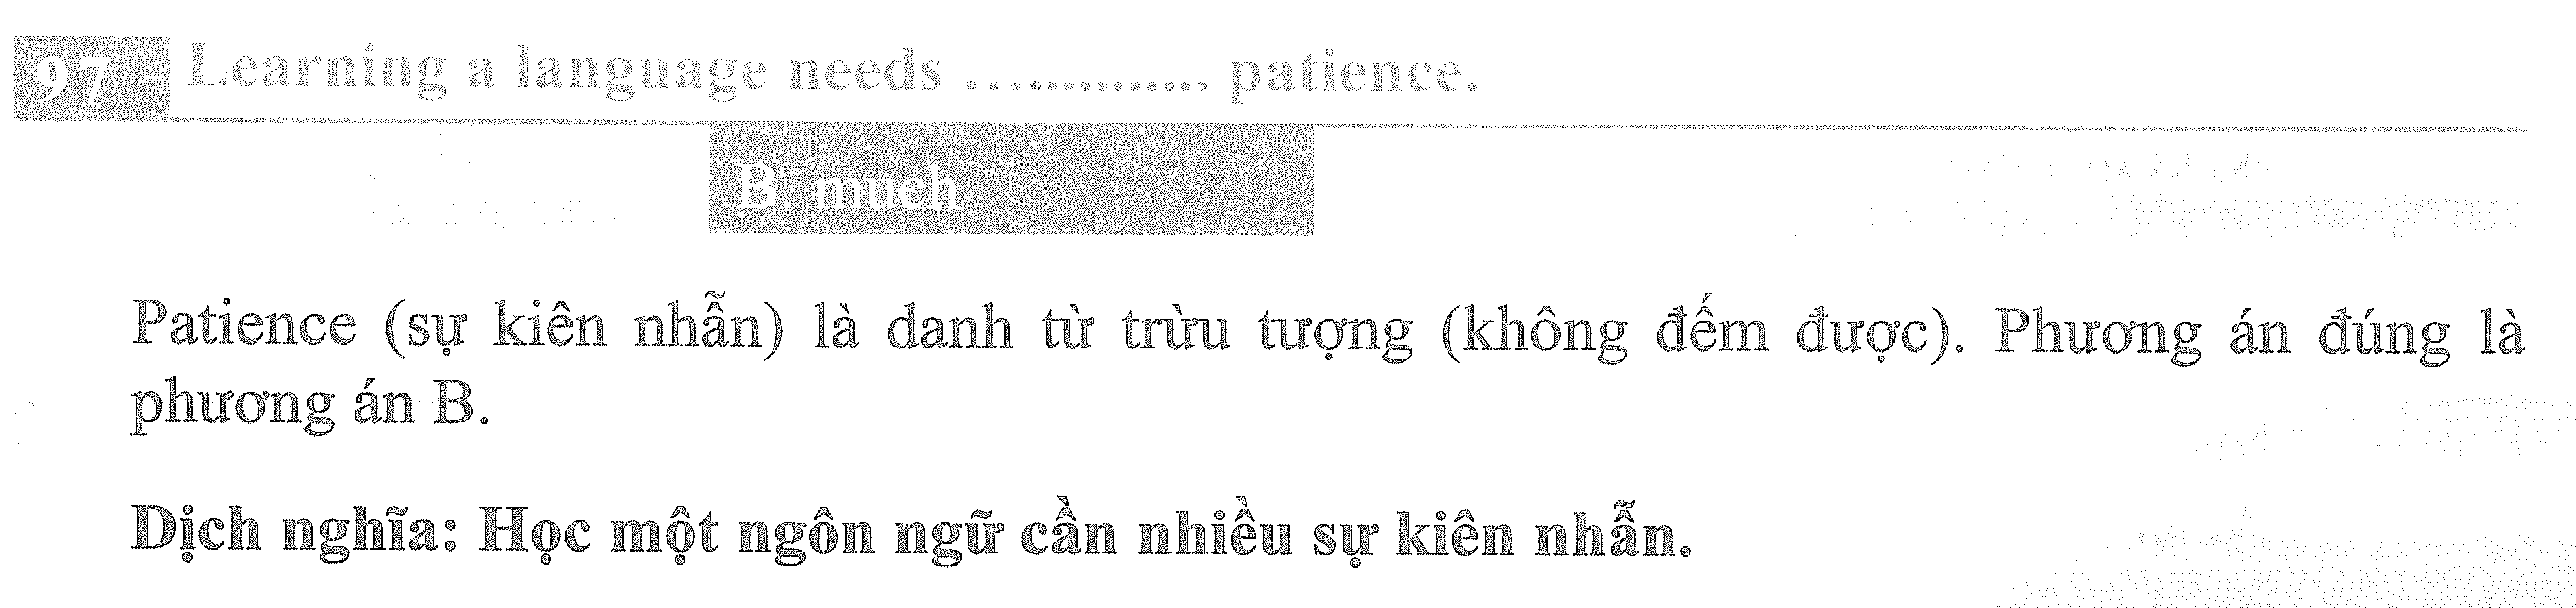 97 Learning a language needs ............. patience.
B. much
Patience (sự kiên nhẫn) là danh từ trừu tượng (không đếm được). Phương án đúng là
phương án B.
Dịch nghĩa: Học một ngôn ngữ cần nhiều sự kiên nhẫn.